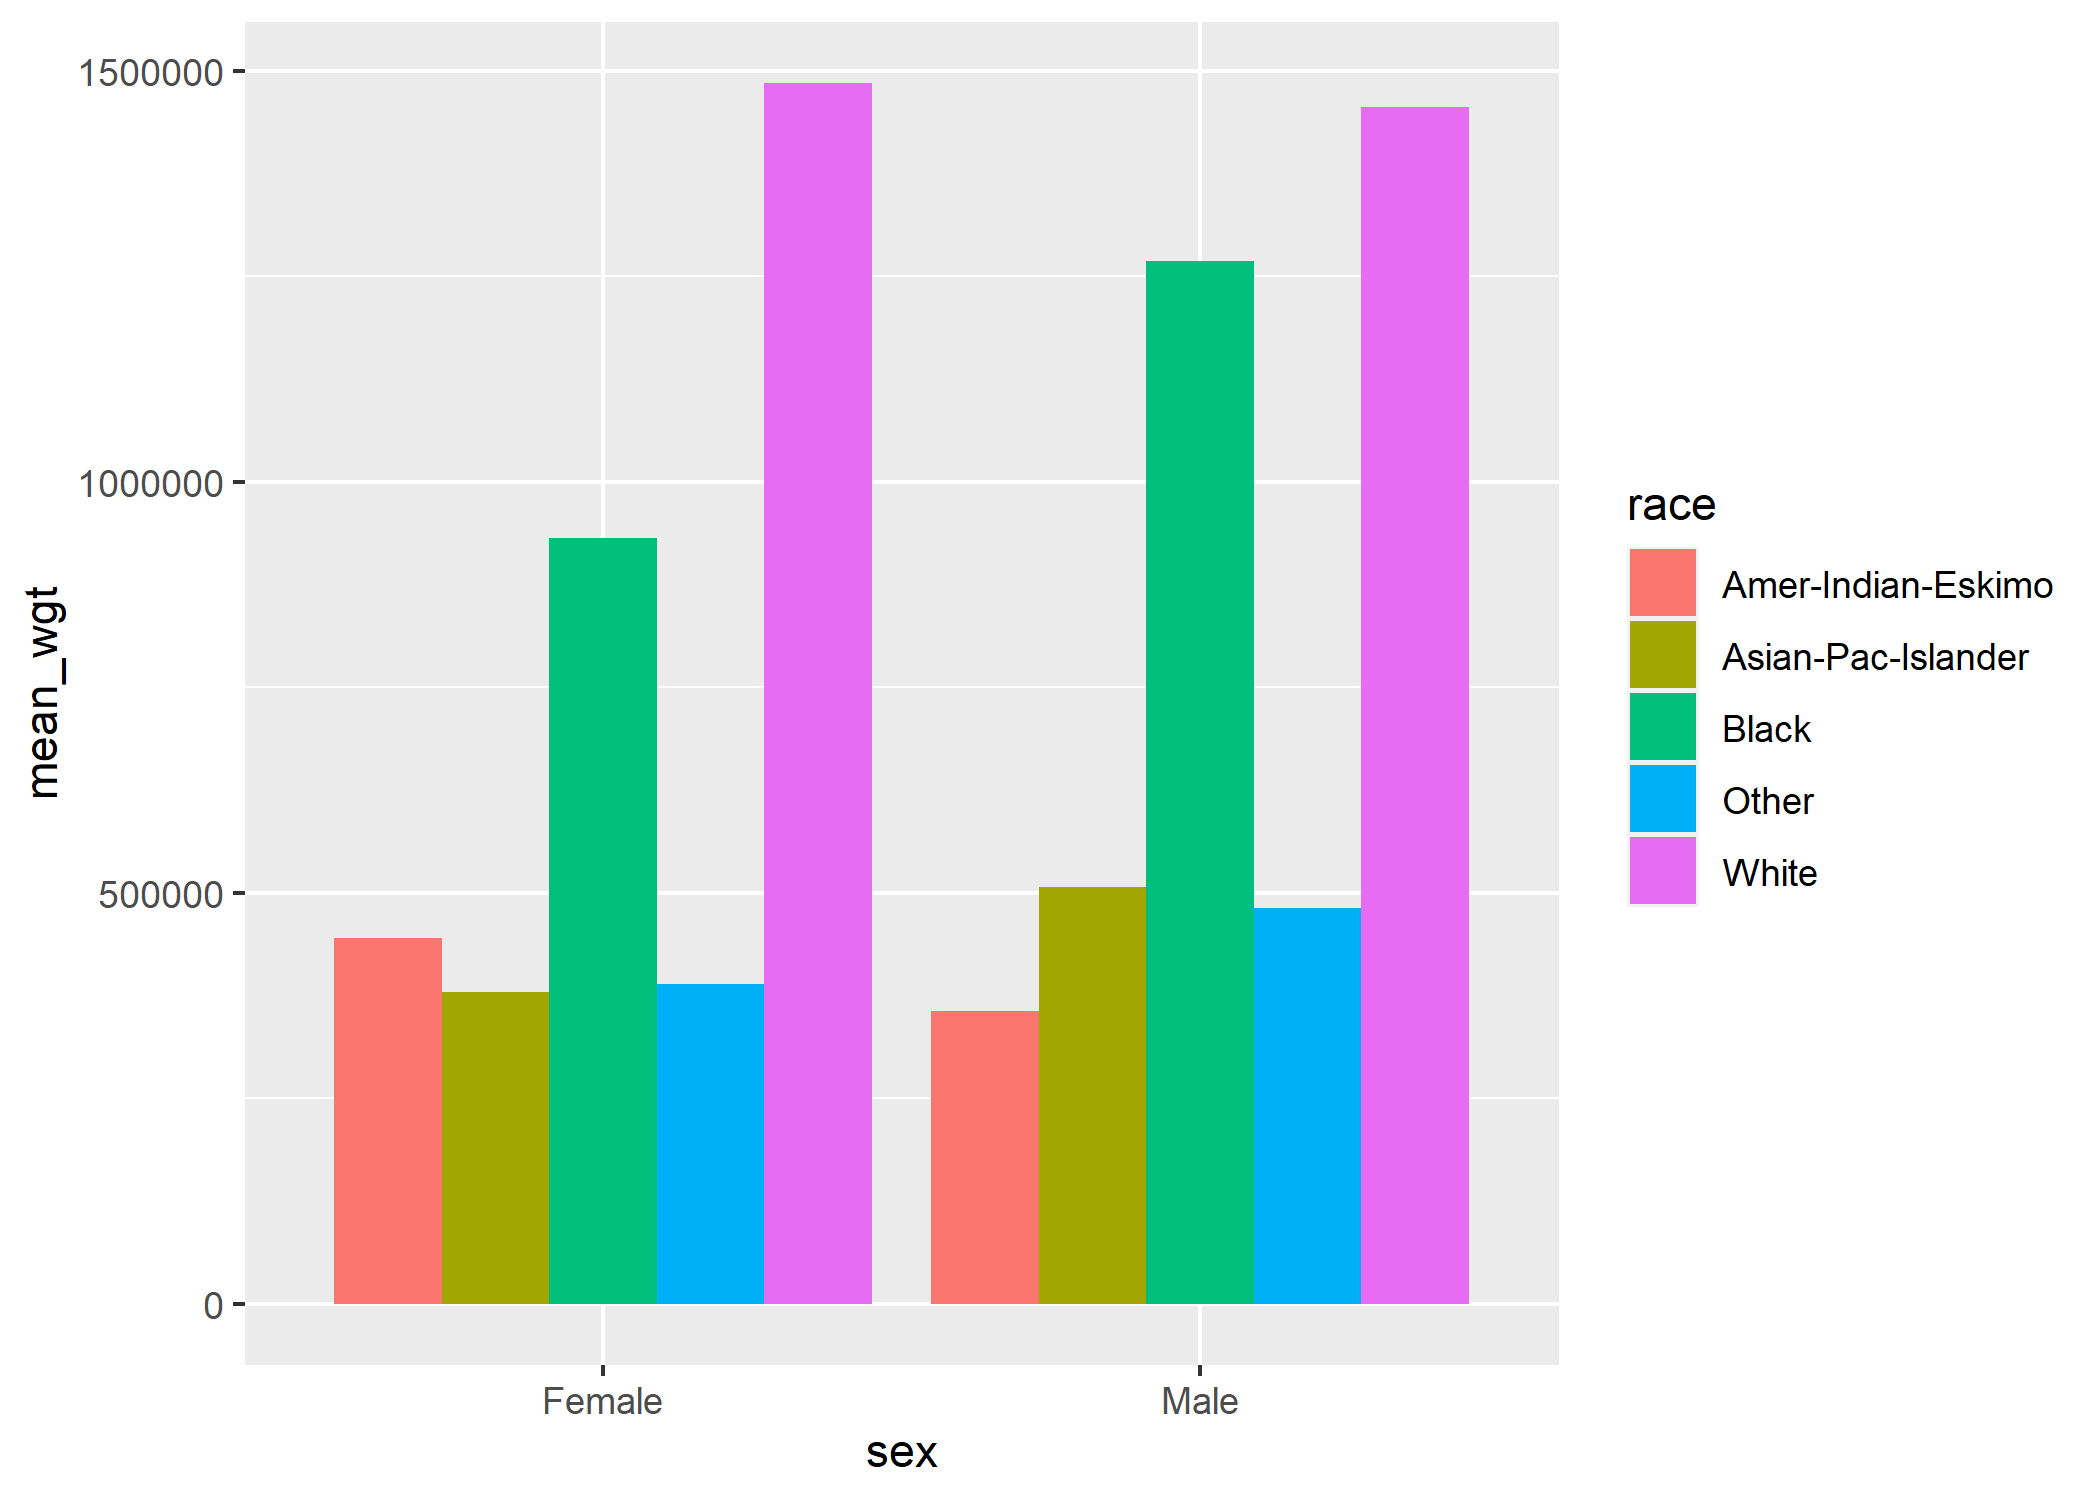 mean_wgt
1500000
1000000
500000
0
Female
Male
sex
race
Amer-Indian-Eskimo
Asian-Pac-Islander
Black
Other
White